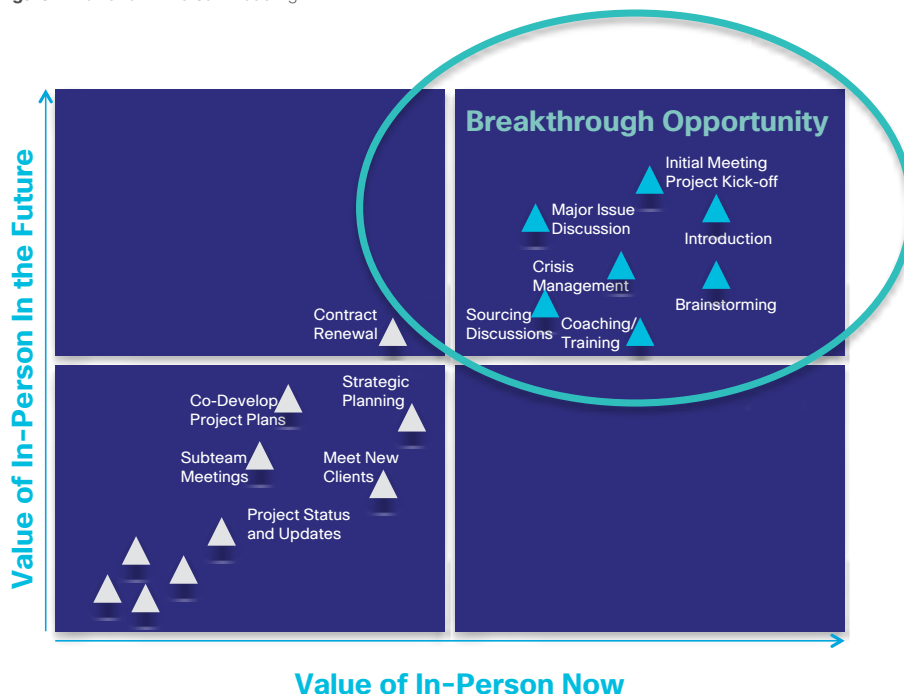 Breakthrough Opportunity
Initial Meeting
Project Kick-off
Major Issue
Discussion
Introduction
Crisis
Management
Brainstorming
Sourcing
Discussions
Coaching/
Training
Contract
Renewal
Strategic
Planning
Co-Develop
Project Plans
Subteam
Meetings
Meet New
Clients
Project Status
and Updates
Value of In-Person In the Future
Value of In-Person Now